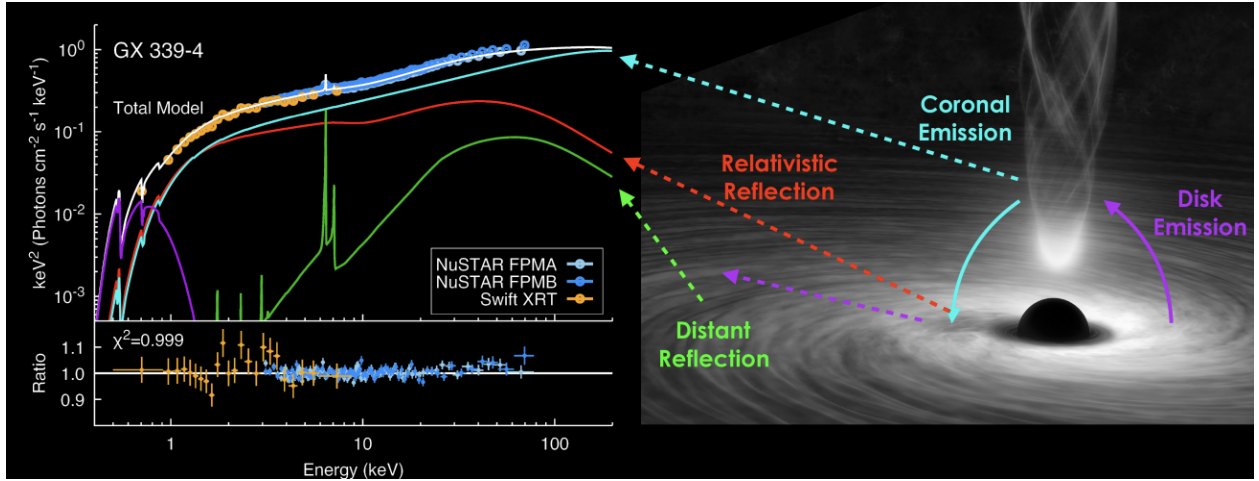 GX 339-4
Total Model
10⁰
10⁻¹
10⁻²
10⁻³
keV² (Photons cm⁻² s⁻¹ keV⁻¹)
NuSTAR FPMA
NuSTAR FPMB
Swift XRT
χ²=0.999
1.1
1.0
0.9
Ratio
1
10
100
Energy (keV)
Coronal
Emission
Relativistic
Reflection
Disk
Emission
Distant
Reflection